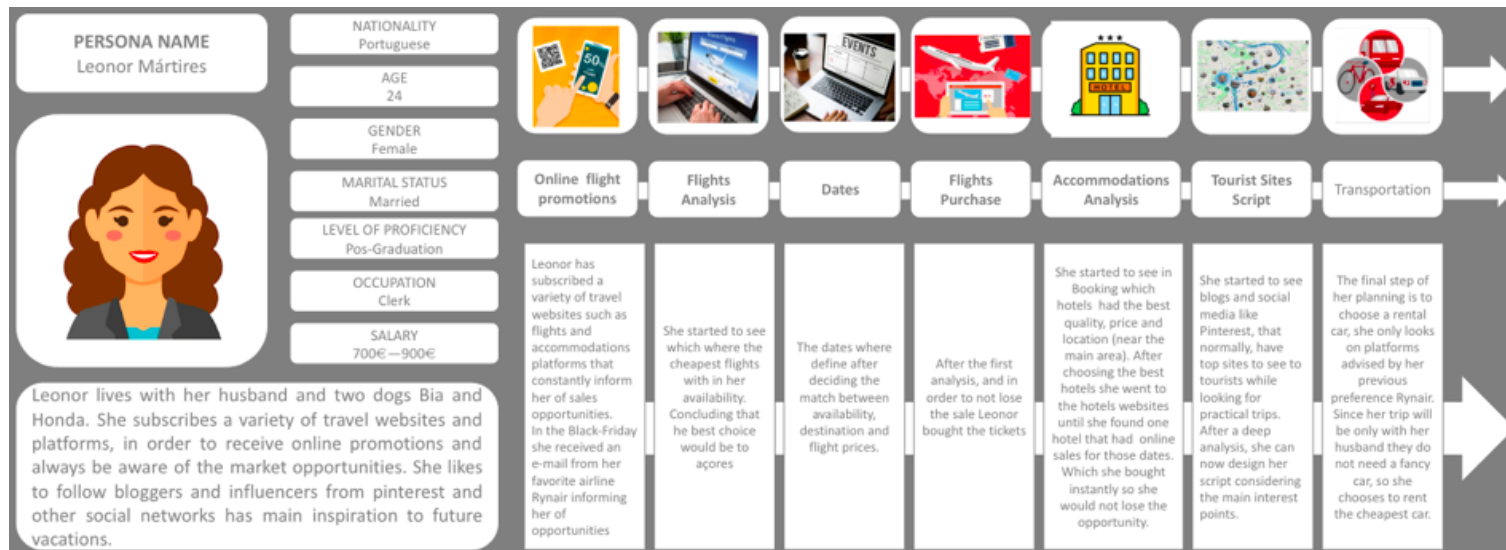 PERSONA NAME
Leonor Mártires
NATIONALITY
Portuguese
AGE
24
GENDER
Female
MARITAL STATUS
Married
LEVEL OF PROFICIENCY
Pos-Graduation
OCCUPATION
Clerk
SALARY
700€—900€
Leonor lives with her husband and two dogs Bia and
Honda. She subscribes a variety of travel websites and
platforms, in order to receive online promotions and
always be aware of the market opportunities. She likes
to follow bloggers and influencers from pinterest and
other social networks has main inspiration to future
vacations.
50%
EVENTS
HOTEL
Online flight
promotions
Flights
Analysis
Dates
Flights
Purchase
Accommodations
Analysis
Tourist Sites
Script
Transportation
Leonor has
subscribed a
variety of travel
websites such as
flights and
accommodations
platforms that
constantly inform
her of sales
opportunities.
In the Black-Friday
she received an
e-mail from her
favorite airline
Rynair informing
her of
opportunities
She started to see
which where the
cheapest flights
with in her
availability.
Concluding that
he best choice
would be to
açores
The dates where
define after
deciding the
match between
availability,
destination and
flight prices.
After the first
analysis, and in
order to not lose
the sale Leonor
bought the tickets
She started to see in
Booking which
hotels had the best
quality, price and
location (near the
main area). After
choosing the best
hotels she went to
the hotels websites
until she found one
hotel that had online
sales for those dates.
Which she bought
instantly so she
would not lose the
opportunity.
She started to see
blogs and social
media like
Pinterest, that
normally, have
top sites to see to
tourists while
looking for
practical trips.
After a deep
analysis, she can
now design her
script considering
the main interest
points.
The final step of
her planning is to
choose a rental
car, she only looks
on platforms
advised by her
previous
preference Rynair.
Since her trip will
be only with her
husband they do
not need a fancy
car, so she
chooses to rent
the cheapest car.